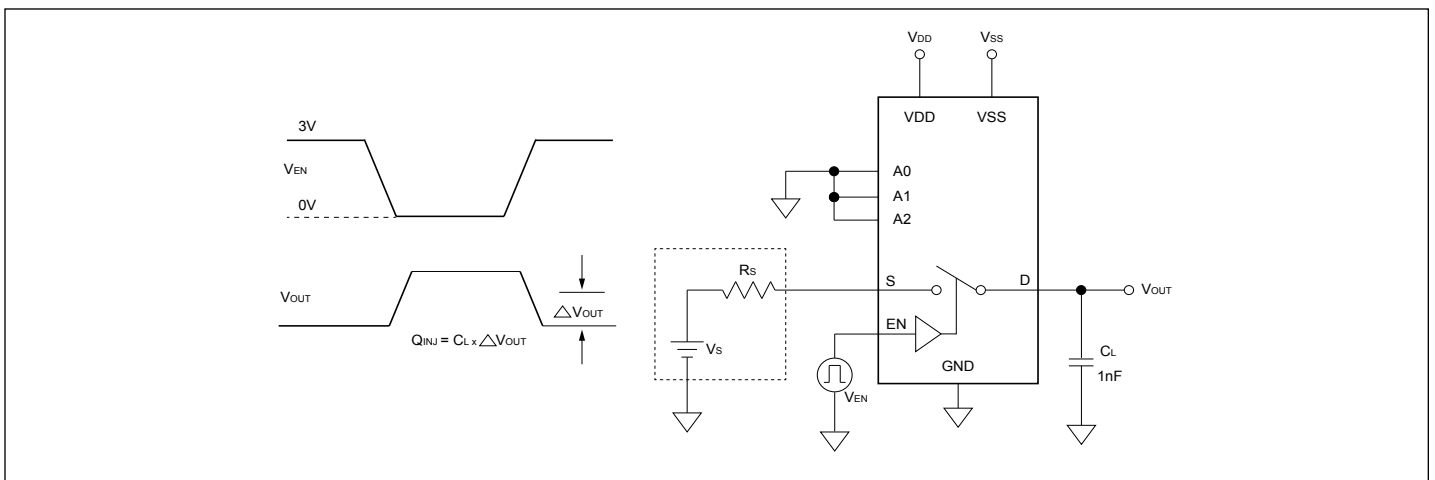 3V
VEN
0V
VOUT
△VOUT
QINJ = CL x △VOUT
VDD
VSS
VDD
VSS
A0
A1
A2
RS
S
D
VOUT
EN
VS
VEN
GND
CL
1nF